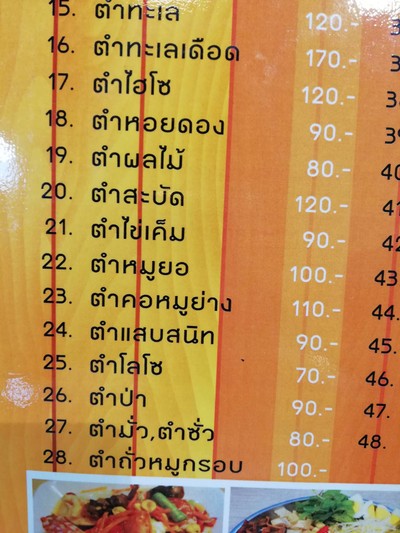 15. ตำทะเล 120.-
16. ตำทะเลเดือด 170.-
17. ตำไฮโซ 120.-
18. ตำหอยดอง 90.-
19. ตำผลไม้ 80.-
20. ตำสะบัด 120.-
21. ตำไข่เค็ม 90.-
22. ตำหมูยอ 100.-
23. ตำคอหมูย่าง 110.-
24. ตำแสบสนิท 90.-
25. ตำโลโซ 70.-
26. ตำป่า 90.-
27. ตำมั่ว,ตำซั่ว 80.-
28. ตำถั่วหมูกรอบ 100.-
43
44.
45.
46.
47.
48.